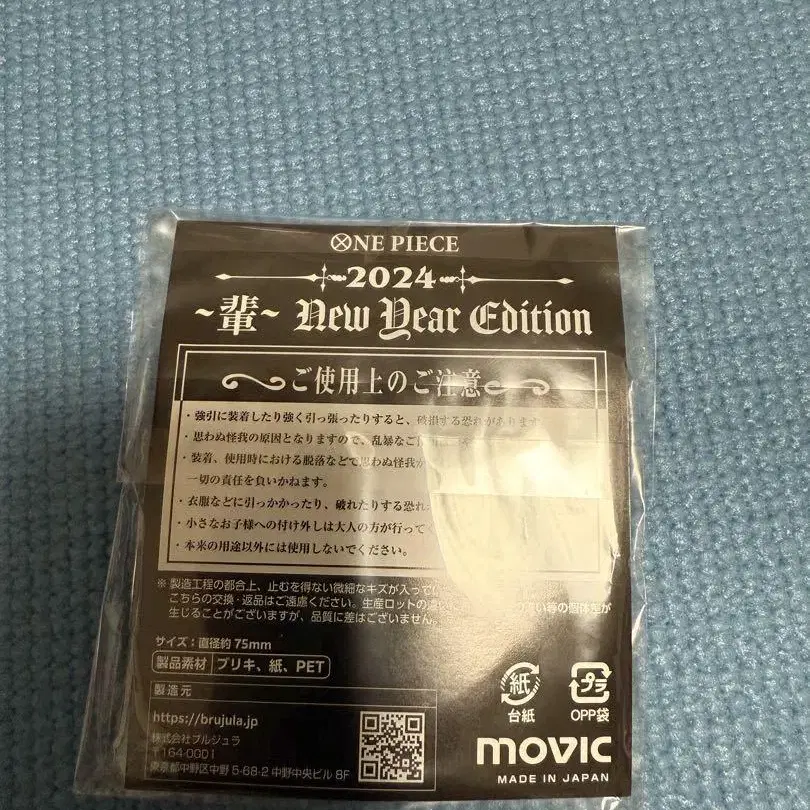 ONE PIECE
2024
~輩~ New Year Edition
ご使用上のご注意
・強引に装着したり強く引っ張ったりすると、破損する恐れがあります
・思わぬ怪我の原因となりますので、乱暴なご
・装着、使用時における脱落などで思わぬ怪我が
一切の責任を負いかねます。
・衣服などに引っかかったり、破れたりする恐れ
・小さなお子様への付け外しは大人の方が行って
・本来の用途以外には使用しないでください。
※ 製造工程の都合上、止むを得ない微細なキズが入って
こちらの交換・返品はご遠慮ください。生産ロットの違い等の個体差が
生じることがございますが、品質に差はございません。
サイズ：直径約75mm
製品素材 ブリキ、紙、PET
製造元
https://brujula.jp
株式会社ブルジュラ
〒164-0001
東京都中野区中野 5-68-2 中野中央ビル 8F
紙
台紙
プラ
OPP袋
movic
MADE IN JAPAN